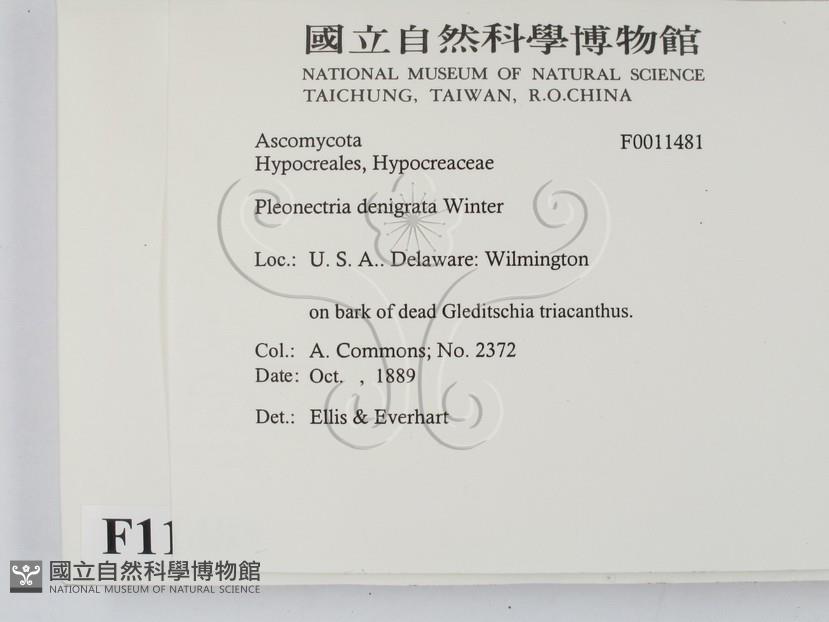 國立自然科學博物館
NATIONAL MUSEUM OF NATURAL SCIENCE
TAICHUNG, TAIWAN, R.O.CHINA
Ascomycota F0011481
Hypocreales, Hypocreaceae
Pleonectria denigrata Winter
Loc.: U. S. A.. Delaware: Wilmington
on bark of dead Gleditschia triacanthus.
Col.: A. Commons; No. 2372
Date: Oct. , 1889
Det.: Ellis & Everhart
F11
國立自然科學博物館
NATIONAL MUSEUM OF NATURAL SCIENCE